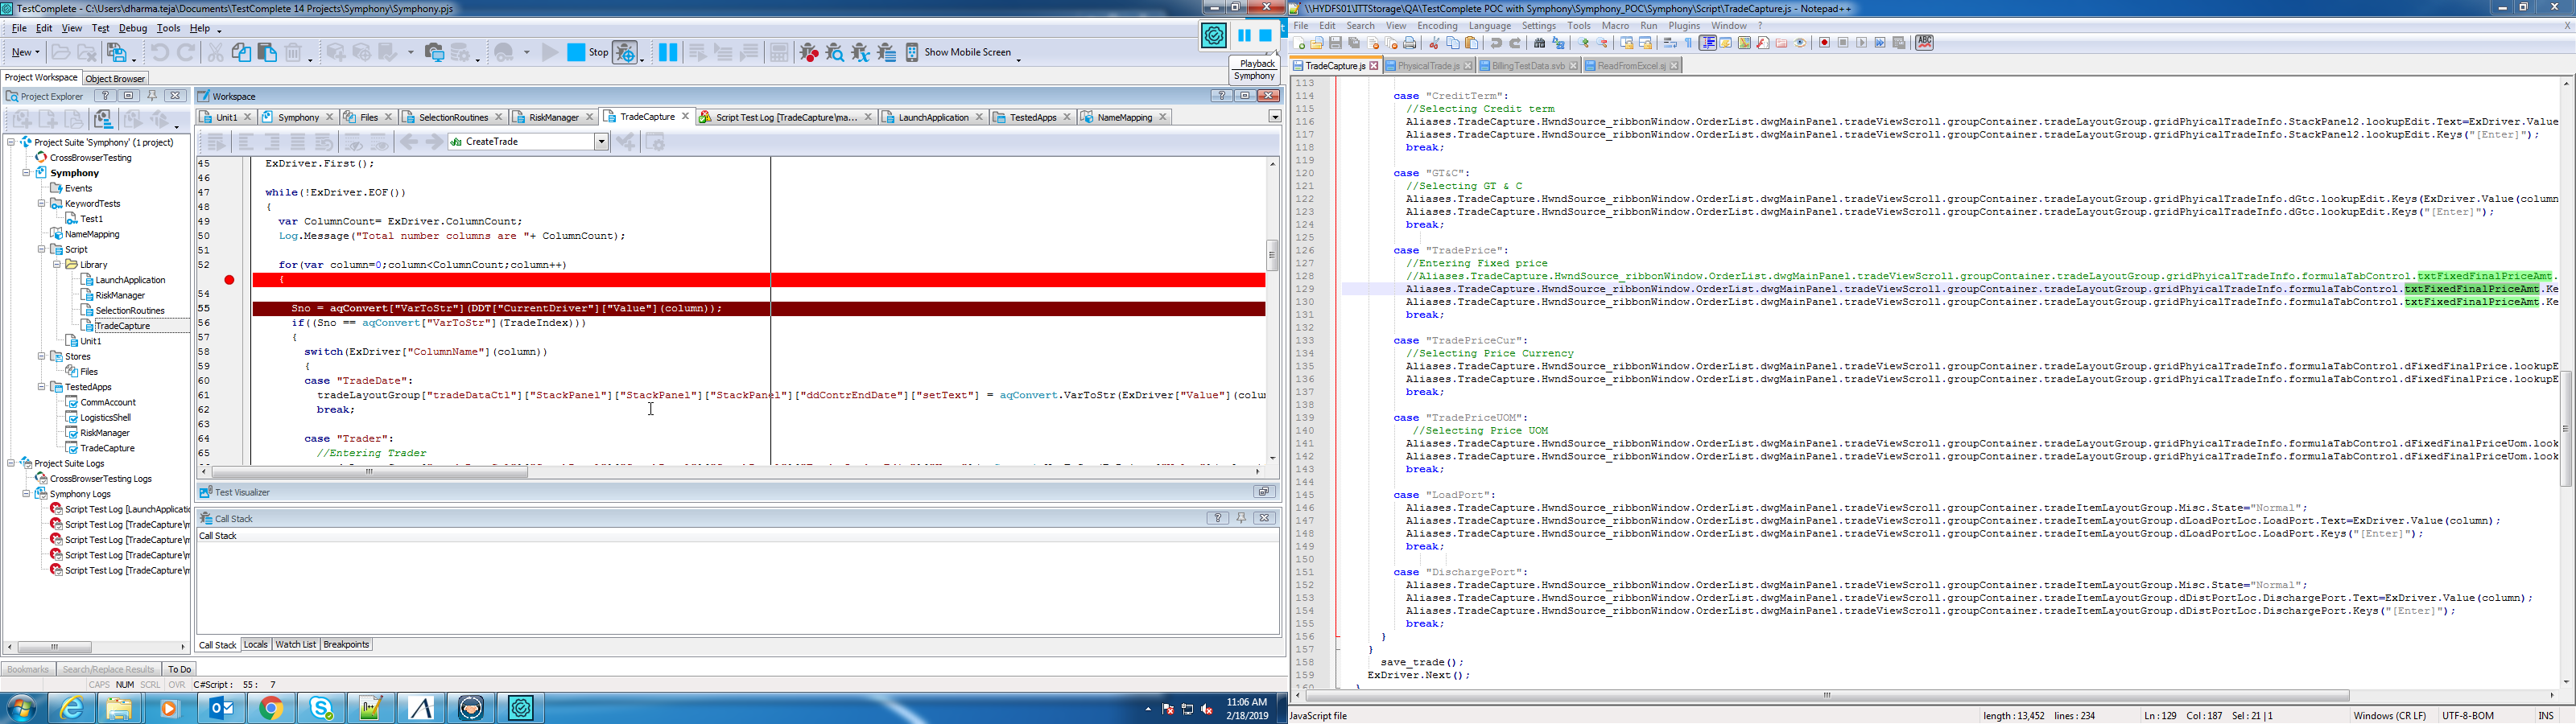 TestComplete - C:\Users\dharma.teja\Documents\TestComplete 14 Projects\Symphony\Symphony.pjs
File Edit View Test Debug Tools Help
New Stop Show Mobile Screen
Playback
Symphony
Project Workspace Object Browser
Project Explorer
Workspace
Unit1 Symphony Files SelectionRoutines RiskManager TradeCapture Script Test Log [TradeCapture\ma... LaunchApplication TestedApps NameMapping
CreateTrade
Project Suite 'Symphony' (1 project)
CrossBrowserTesting
Symphony
Events
KeywordTests
Test1
NameMapping
Script
Library
LaunchApplication
RiskManager
SelectionRoutines
TradeCapture
Unit1
Stores
Files
TestedApps
CommAccount
LogisticsShell
RiskManager
TradeCapture
Project Suite Logs
CrossBrowserTesting Logs
Symphony Logs
Script Test Log [LaunchApplicatio
Script Test Log [TradeCapture\m
Script Test Log [TradeCapture\m
Script Test Log [TradeCapture\m
Script Test Log [TradeCapture\m
45 ExDriver.First();
46
47 while(!ExDriver.EOF())
48 {
49 var ColumnCount= ExDriver.ColumnCount;
50 Log.Message("Total number columns are "+ ColumnCount);
51
52 for(var column=0;column<ColumnCount;column++)
{
54
55 Sno = aqConvert["VarToStr"](DDT["CurrentDriver"]["Value"](column));
56 if((Sno == aqConvert["VarToStr"](TradeIndex)))
57 {
58 switch(ExDriver["ColumnName"](column))
59 {
60 case "TradeDate":
61 tradeLayoutGroup["tradeDataCtl"]["StackPanel"]["StackPanel"]["StackPanel"]["ddContrEndDate"]["setText"] = aqConvert.VarToStr(ExDriver["Value"](colum
62 break;
63
64 case "Trader":
65 //Entering Trader
Test Visualizer
Call Stack
Call Stack
Call Stack Locals Watch List Breakpoints
Bookmarks Search/Replace Results To Do
CAPS NUM SCRL OVR C#Script : 55 : 7
11:06 AM
2/18/2019
\\HYDFS01\ITTStorage\QA\TestComplete POC with Symphony\Symphony_POC\Symphony\Script\TradeCapture.js - Notepad++
File Edit Search View Encoding Language Settings Tools Macro Run Plugins Window ? X
TradeCapture.js PhysicalTrade.js BillingTestData.svb ReadFromExcel.sj
113
114 case "CreditTerm":
115 //Selecting Credit term
116 Aliases.TradeCapture.HwndSource_ribbonWindow.OrderList.dwgMainPanel.tradeViewScroll.groupContainer.tradeLayoutGroup.gridPhyicalTradeInfo.StackPanel2.lookupEdit.Text=ExDriver.Value
117 Aliases.TradeCapture.HwndSource_ribbonWindow.OrderList.dwgMainPanel.tradeViewScroll.groupContainer.tradeLayoutGroup.gridPhyicalTradeInfo.StackPanel2.lookupEdit.Keys("[Enter]");
118 break;
119
120 case "GT&C":
121 //Selecting GT & C
122 Aliases.TradeCapture.HwndSource_ribbonWindow.OrderList.dwgMainPanel.tradeViewScroll.groupContainer.tradeLayoutGroup.gridPhyicalTradeInfo.dGtc.lookupEdit.Keys(ExDriver.Value(column
123 Aliases.TradeCapture.HwndSource_ribbonWindow.OrderList.dwgMainPanel.tradeViewScroll.groupContainer.tradeLayoutGroup.gridPhyicalTradeInfo.dGtc.lookupEdit.Keys("[Enter]");
124 break;
125
126 case "TradePrice":
127 //Entering Fixed price
128 //Aliases.TradeCapture.HwndSource_ribbonWindow.OrderList.dwgMainPanel.tradeViewScroll.groupContainer.tradeLayoutGroup.gridPhyicalTradeInfo.formulaTabControl.txtFixedFinalPriceAmt.
129 Aliases.TradeCapture.HwndSource_ribbonWindow.OrderList.dwgMainPanel.tradeViewScroll.groupContainer.tradeLayoutGroup.gridPhyicalTradeInfo.formulaTabControl.txtFixedFinalPriceAmt.Ke
130 Aliases.TradeCapture.HwndSource_ribbonWindow.OrderList.dwgMainPanel.tradeViewScroll.groupContainer.tradeLayoutGroup.gridPhyicalTradeInfo.formulaTabControl.txtFixedFinalPriceAmt.Ke
131 break;
132
133 case "TradePriceCur":
134 //Selecting Price Currency
135 Aliases.TradeCapture.HwndSource_ribbonWindow.OrderList.dwgMainPanel.tradeViewScroll.groupContainer.tradeLayoutGroup.gridPhyicalTradeInfo.formulaTabControl.dFixedFinalPrice.lookupE
136 Aliases.TradeCapture.HwndSource_ribbonWindow.OrderList.dwgMainPanel.tradeViewScroll.groupContainer.tradeLayoutGroup.gridPhyicalTradeInfo.formulaTabControl.dFixedFinalPrice.lookupE
137 break;
138
139 case "TradePriceUOM":
140 //Selecting Price UOM
141 Aliases.TradeCapture.HwndSource_ribbonWindow.OrderList.dwgMainPanel.tradeViewScroll.groupContainer.tradeLayoutGroup.gridPhyicalTradeInfo.formulaTabControl.dFixedFinalPriceUom.look
142 Aliases.TradeCapture.HwndSource_ribbonWindow.OrderList.dwgMainPanel.tradeViewScroll.groupContainer.tradeLayoutGroup.gridPhyicalTradeInfo.formulaTabControl.dFixedFinalPriceUom.look
143 break;
144
145 case "LoadPort":
146 Aliases.TradeCapture.HwndSource_ribbonWindow.OrderList.dwgMainPanel.tradeViewScroll.groupContainer.tradeItemLayoutGroup.Misc.State="Normal";
147 Aliases.TradeCapture.HwndSource_ribbonWindow.OrderList.dwgMainPanel.tradeViewScroll.groupContainer.tradeItemLayoutGroup.dLoadPortLoc.LoadPort.Text=ExDriver.Value(column);
148 Aliases.TradeCapture.HwndSource_ribbonWindow.OrderList.dwgMainPanel.tradeViewScroll.groupContainer.tradeItemLayoutGroup.dLoadPortLoc.LoadPort.Keys("[Enter]");
149 break;
150
151 case "DischargePort":
152 Aliases.TradeCapture.HwndSource_ribbonWindow.OrderList.dwgMainPanel.tradeViewScroll.groupContainer.tradeItemLayoutGroup.Misc.State="Normal";
153 Aliases.TradeCapture.HwndSource_ribbonWindow.OrderList.dwgMainPanel.tradeViewScroll.groupContainer.tradeItemLayoutGroup.dDistPortLoc.DischargePort.Text=ExDriver.Value(column);
154 Aliases.TradeCapture.HwndSource_ribbonWindow.OrderList.dwgMainPanel.tradeViewScroll.groupContainer.tradeItemLayoutGroup.dDistPortLoc.DischargePort.Keys("[Enter]");
155 break;
156 }
157 }
158 save_trade();
159 ExDriver.Next();
JavaScript file length : 13,452 lines : 234 Ln : 129 Col : 187 Sel : 21 | 1 Windows (CR LF) UTF-8-BOM INS